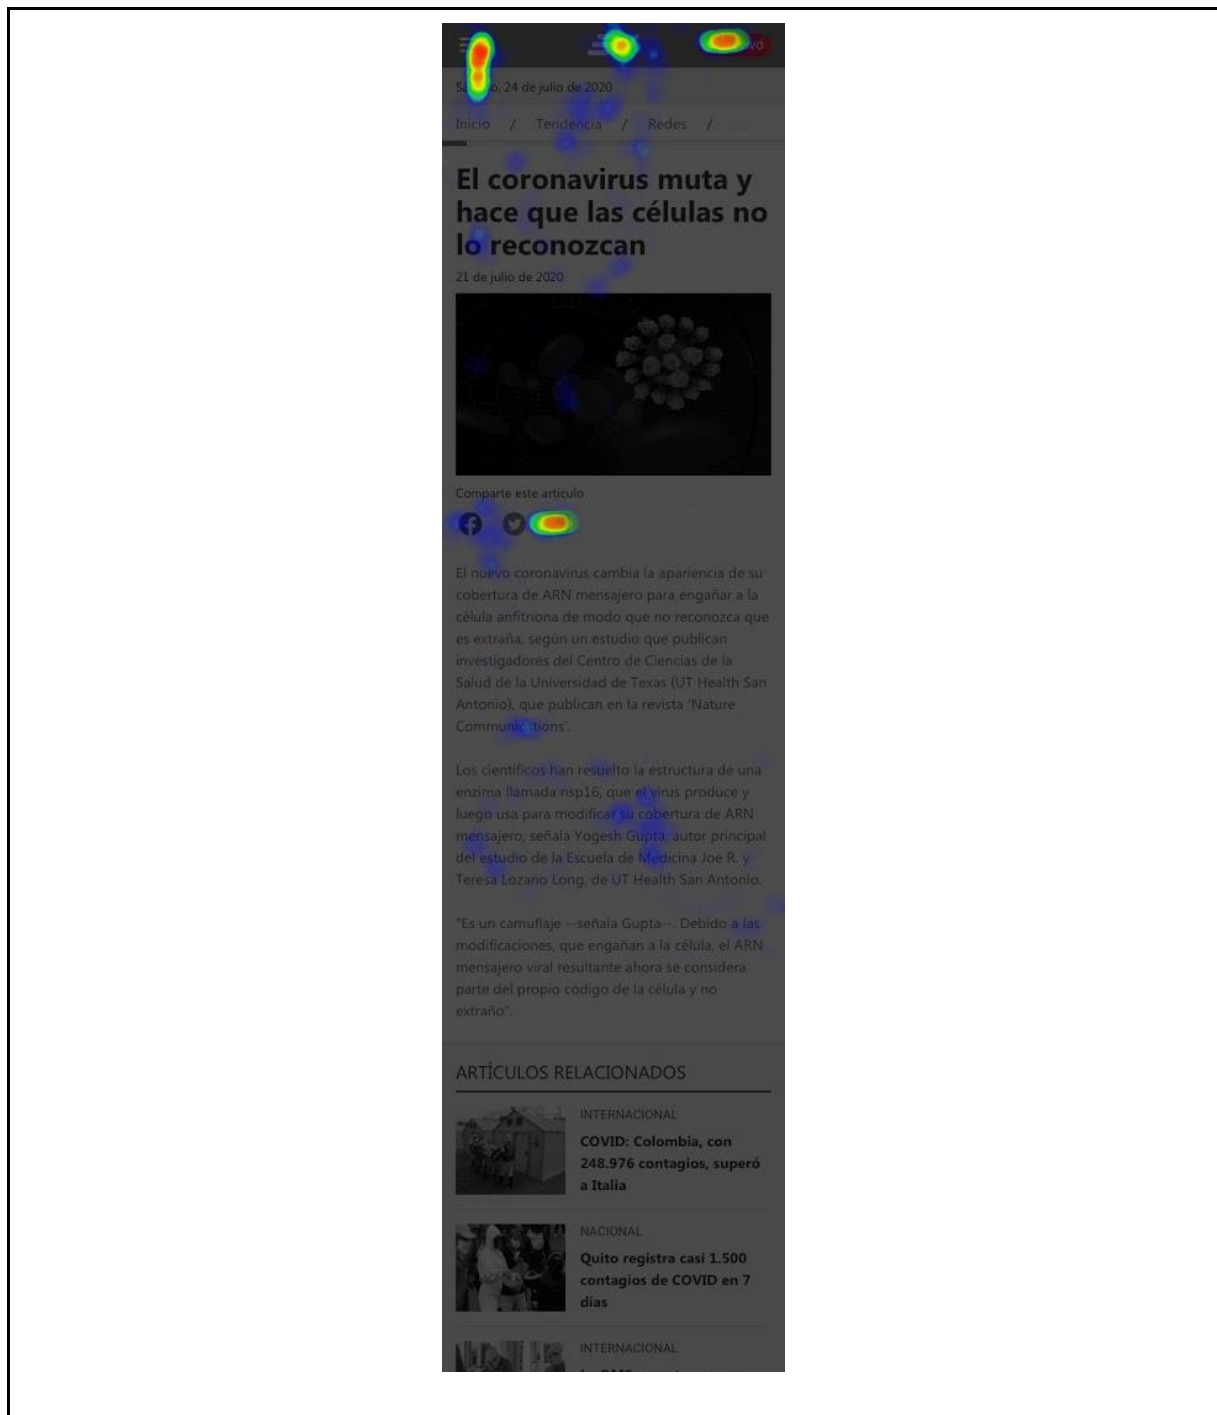 24 de julio de 2020
Inicio / Tendencia / Redes / ...
El coronavirus muta y
hace que las células no
lo reconozcan
21 de julio de 2020
Comparte este artículo
El nuevo coronavirus cambia la apariencia de su
cobertura de ARN mensajero para engañar a la
célula anfitriona de modo que no reconozca que
es extraña, según un estudio que publican
investigadores del Centro de Ciencias de la
Salud de la Universidad de Texas (UT Health San
Antonio), que publican en la revista 'Nature
Communications'.
Los científicos han resuelto la estructura de una
enzima llamada nsp16, que el virus produce y
luego usa para modificar su cobertura de ARN
mensajero, señala Yogesh Gupta, autor principal
del estudio de la Escuela de Medicina Joe R. y
Teresa Lozano Long, de UT Health San Antonio.
"Es un camuflaje --señala Gupta--. Debido a las
modificaciones, que engañan a la célula, el ARN
mensajero viral resultante ahora se considera
parte del propio código de la célula y no
extraño".
ARTÍCULOS RELACIONADOS
INTERNACIONAL
COVID: Colombia, con
248.976 contagios, superó
a Italia
NACIONAL
Quito registra casi 1.500
contagios de COVID en 7
días
INTERNACIONAL